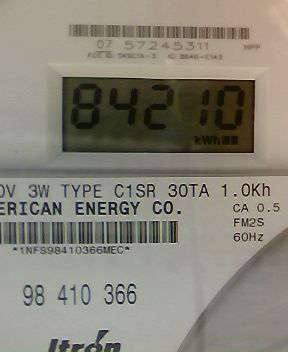 07 57245311
84210
kWh
0V 3W TYPE C1SR 30TA 1.0Kh
ERICAN ENERGY CO.
CA 0.5
FM2S
60Hz
*1NFS98410366MEC*
98 410 366
Itrón